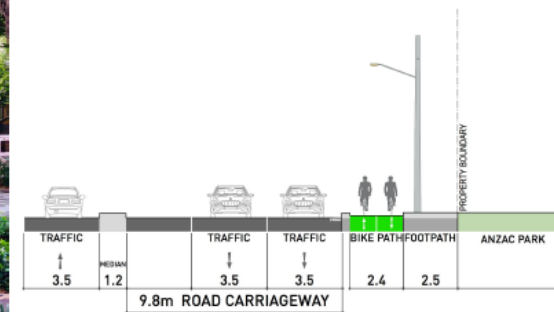 PROPERTY BOUNDARY
TRAFFIC
TRAFFIC
TRAFFIC
BIKE PATH
FOOTPATH
ANZAC PARK
MEDIAN
3.5
1.2
3.5
3.5
2.4
2.5
9.8m ROAD CARRIAGEWAY